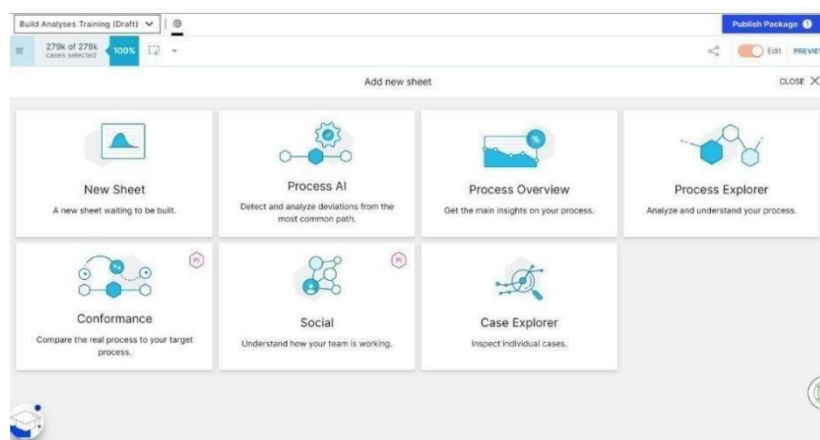 Build Analyses Training (Draft)
Publish Package 1
279k of 279k
cases selected
100%
Edit
PREVIEW
Add new sheet
CLOSE
New Sheet
A new sheet waiting to be built.
Process AI
Detect and analyze deviations from the
most common path.
Process Overview
Get the main insights on your process.
Process Explorer
Analyze and understand your process.
Conformance
Compare the real process to your target
process.
Social
Understand how your team is working.
Case Explorer
Inspect individual cases.